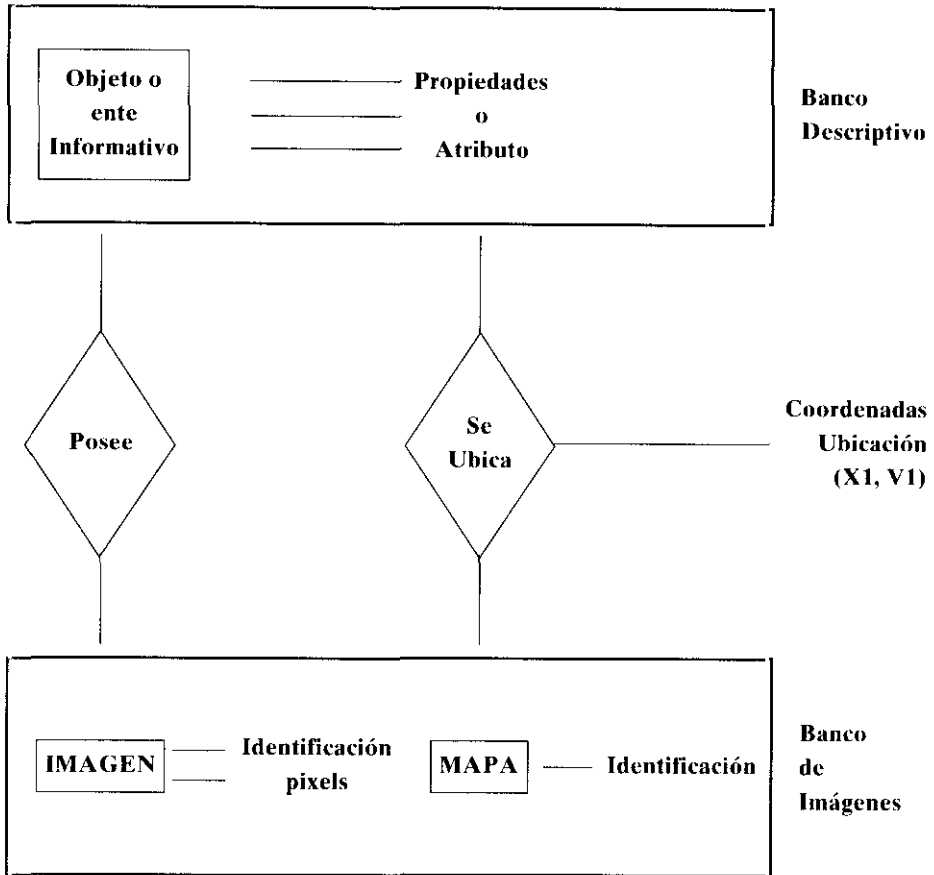 Objeto o
ente
Informativo
Propiedades
o
Atributo
Banco
Descriptivo
Posee
Se
Ubica
Coordenadas
Ubicación
(X1, V1)
IMAGEN
Identificación
pixels
MAPA
Identificación
Banco
de
Imágenes